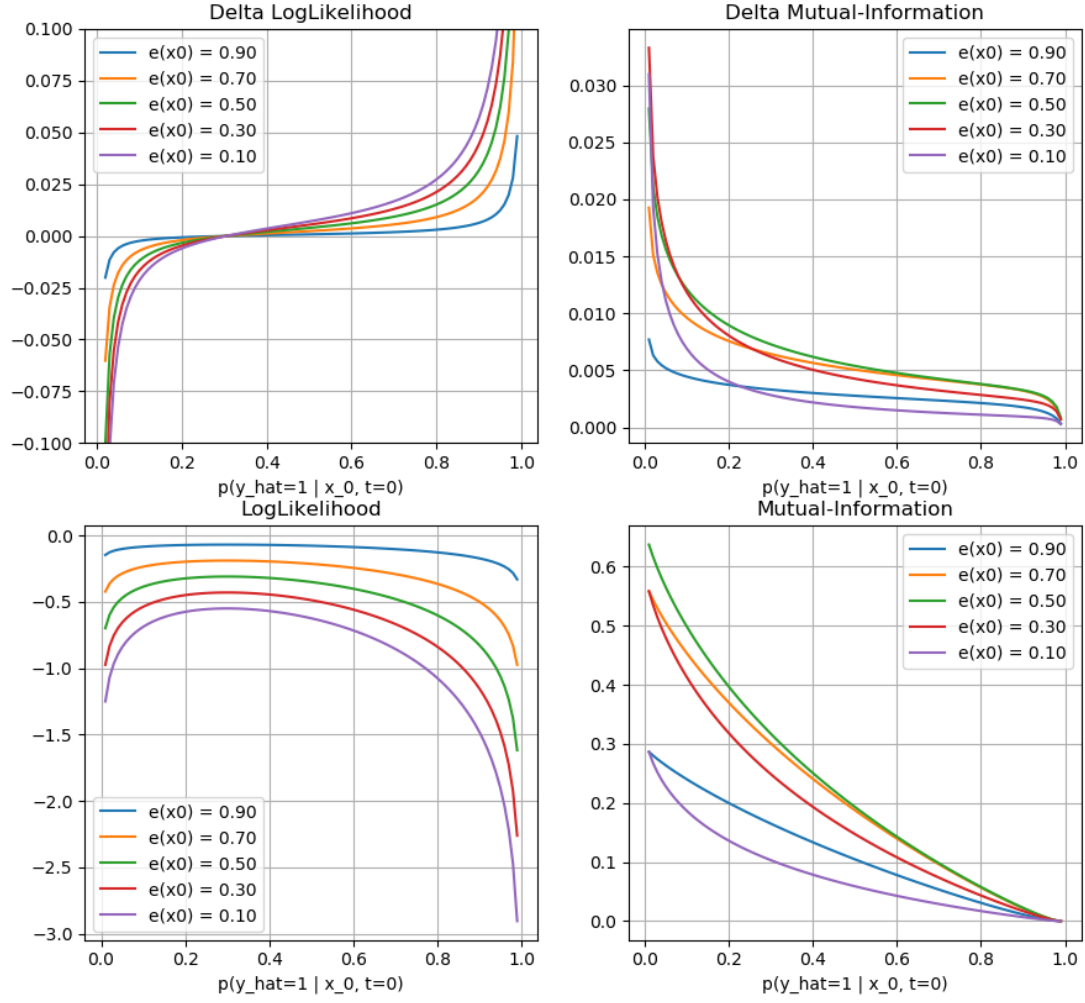 Delta LogLikelihood
0.100
0.075
0.050
0.025
0.000
−0.025
−0.050
−0.075
−0.100
e(x0) = 0.90
e(x0) = 0.70
e(x0) = 0.50
e(x0) = 0.30
e(x0) = 0.10
0.0 0.2 0.4 0.6 0.8 1.0
p(y_hat=1 | x_0, t=0)
Delta Mutual-Information
0.030
0.025
0.020
0.015
0.010
0.005
0.000
e(x0) = 0.90
e(x0) = 0.70
e(x0) = 0.50
e(x0) = 0.30
e(x0) = 0.10
0.0 0.2 0.4 0.6 0.8 1.0
p(y_hat=1 | x_0, t=0)
LogLikelihood
0.0
−0.5
−1.0
−1.5
−2.0
−2.5
−3.0
e(x0) = 0.90
e(x0) = 0.70
e(x0) = 0.50
e(x0) = 0.30
e(x0) = 0.10
0.0 0.2 0.4 0.6 0.8 1.0
p(y_hat=1 | x_0, t=0)
Mutual-Information
0.6
0.5
0.4
0.3
0.2
0.1
0.0
e(x0) = 0.90
e(x0) = 0.70
e(x0) = 0.50
e(x0) = 0.30
e(x0) = 0.10
0.0 0.2 0.4 0.6 0.8 1.0
p(y_hat=1 | x_0, t=0)